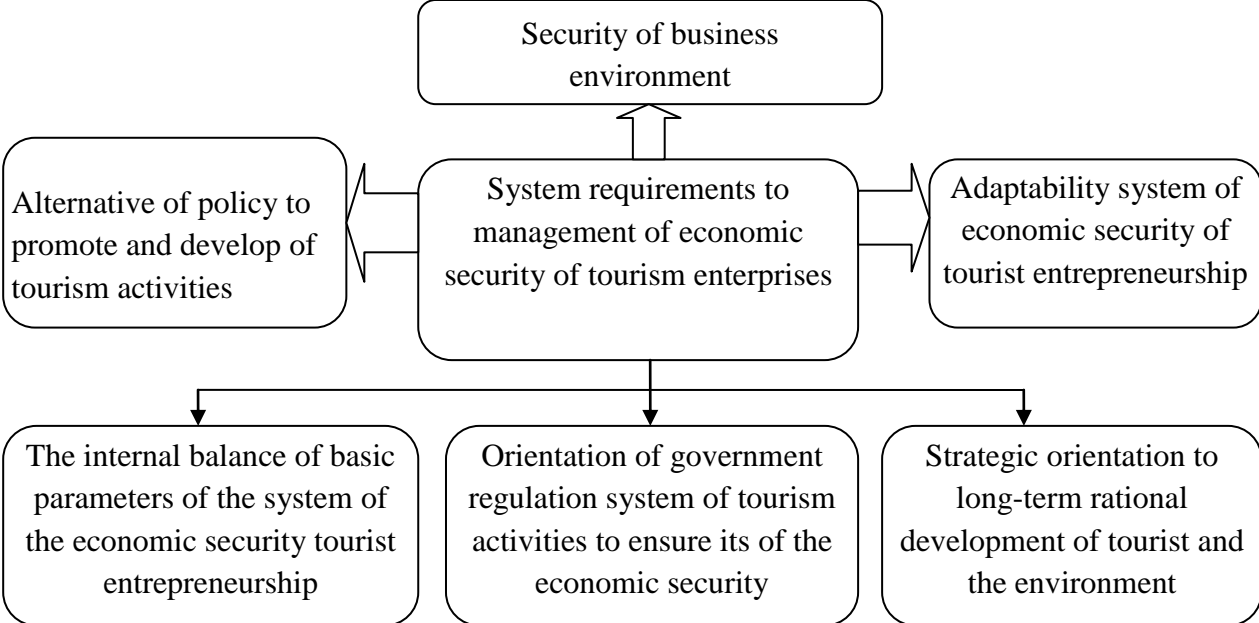 Security of business
environment
Alternative of policy to
promote and develop of
tourism activities
System requirements to
management of economic
security of tourism enterprises
Adaptability system of
economic security of
tourist entrepreneurship
The internal balance of basic
parameters of the system of
the economic security tourist
entrepreneurship
Orientation of government
regulation system of tourism
activities to ensure its of the
economic security
Strategic orientation to
long-term rational
development of tourist and
the environment